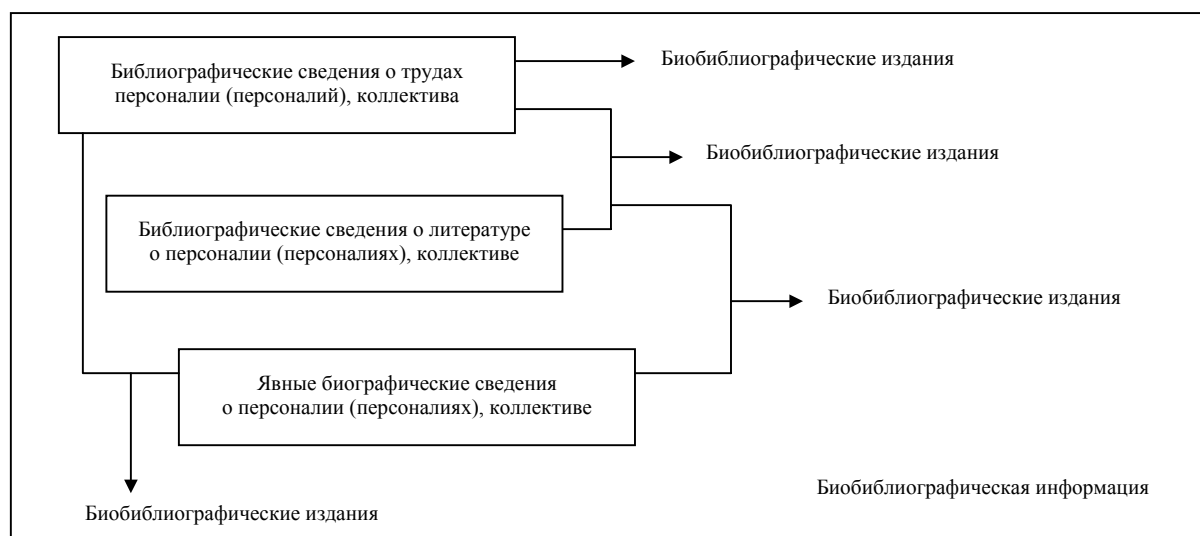 Библиографические сведения о трудах
персоналии (персоналий), коллектива
Биобиблиографические издания
Биобиблиографические издания
Библиографические сведения о литературе
о персоналии (персоналиях), коллективе
Биобиблиографические издания
Явные биографические сведения
о персоналии (персоналиях), коллективе
Биобиблиографическая информация
Биобиблиографические издания